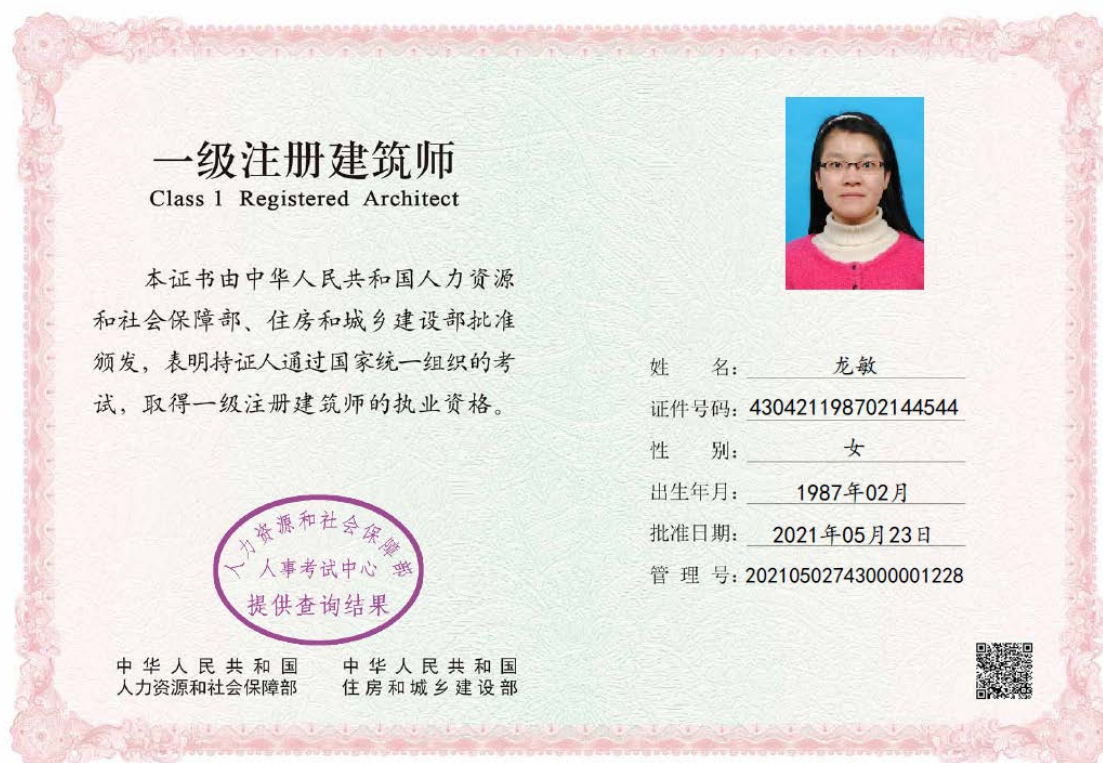 一级注册建筑师
Class 1 Registered Architect
本证书由中华人民共和国人力资源
和社会保障部、住房和城乡建设部批准
颁发，表明持证人通过国家统一组织的考
试，取得一级注册建筑师的执业资格。
人力资源和社会保障部
人事考试中心
提供查询结果
中华人民共和国
人力资源和社会保障部
中华人民共和国
住房和城乡建设部
姓 名：龙敏
证件号码：430421198702144544
性 别：女
出生年月：1987年02月
批准日期：2021年05月23日
管 理 号：20210502743000001228